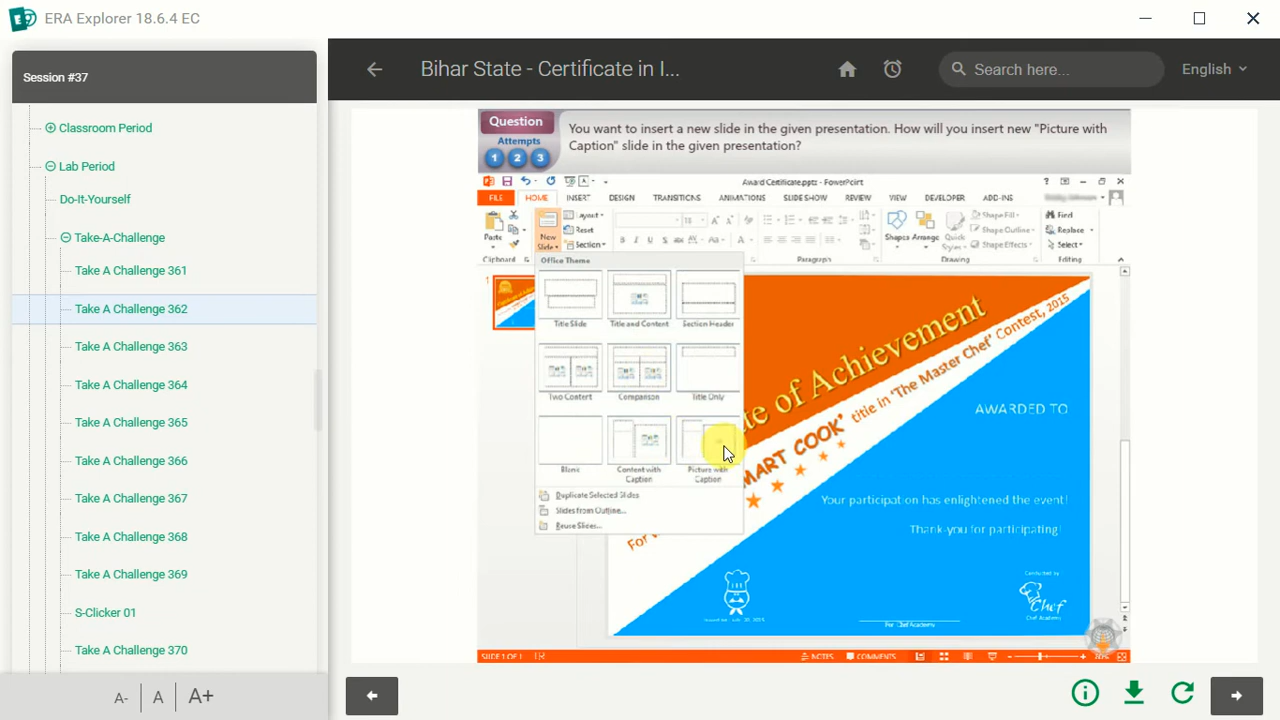 ERA Explorer 18.6.4 EC
Session #37
Classroom Period
Lab Period
Do-It-Yourself
Take-A-Challenge
Take A Challenge 361
Take A Challenge 362
Take A Challenge 363
Take A Challenge 364
Take A Challenge 365
Take A Challenge 366
Take A Challenge 367
Take A Challenge 368
Take A Challenge 369
S-Clicker 01
Take A Challenge 370
A- A A+
Bihar State - Certificate in I...
Search here...
English
Question
Attempts
1 2 3
You want to insert a new slide in the given presentation. How will you insert new "Picture with
Caption" slide in the given presentation?
Award Certificate.pptx - PowerPoint
FILE HOME INSERT DESIGN TRANSITIONS ANIMATIONS SLIDE SHOW REVIEW VIEW DEVELOPER ADD-INS
Paste
New Slide
Layout
Reset
Section
Shapes
Arrange
Quick Styles
Shape Fill
Shape Outline
Shape Effects
Find
Replace
Select
Clipboard Paragraph Drawing Editing
1
Office Theme
Title Slide Title and Content Section Header
Two Content Comparison Title Only
Blank Content with Caption Picture with Caption
Duplicate Selected Slides
Slides from Outline...
Reuse Slides...
te of Achievement
MART COOK' title in 'The Master Chef' Contest, 2015
For
AWARDED TO
Your participation has enlightened the event!
Thank-you for participating!
Conducted by
Chef
Chef Academy
For Chef Academy
SLIDE 1 OF 1
NOTES COMMENTS